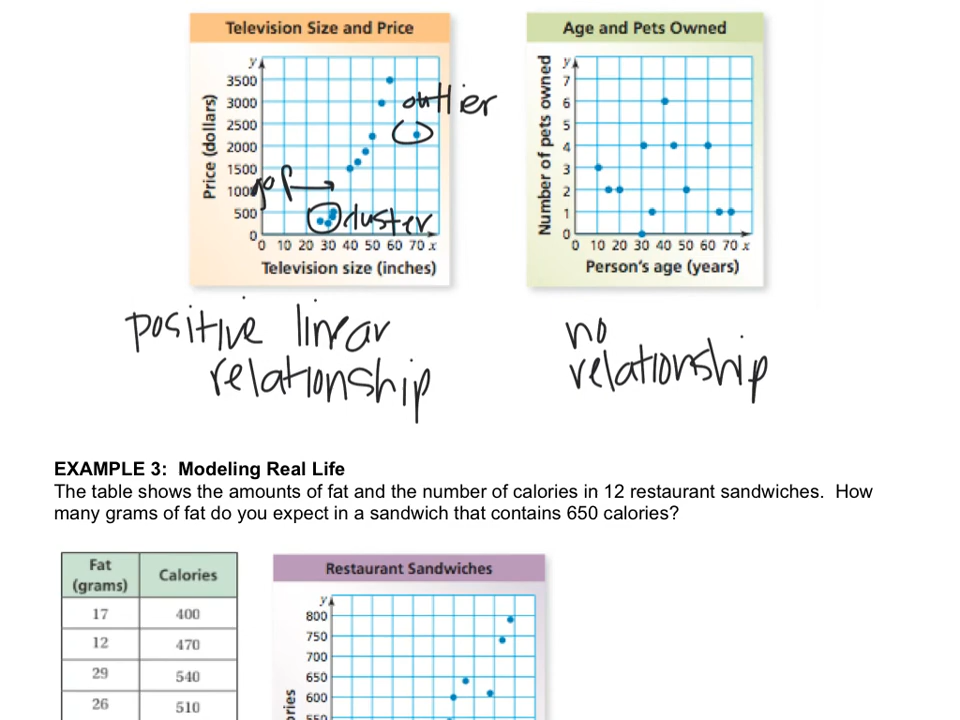 Television Size and Price
Price (dollars)
y
3500
3000
2500
2000
1500
1000
500
0
0 10 20 30 40 50 60 70 x
Television size (inches)
outlier
gap
cluster
positive linear
relationship
Age and Pets Owned
Number of pets owned
y
7
6
5
4
3
2
1
0
0 10 20 30 40 50 60 70 x
Person's age (years)
no
relationship
EXAMPLE 3: Modeling Real Life
The table shows the amounts of fat and the number of calories in 12 restaurant sandwiches. How
many grams of fat do you expect in a sandwich that contains 650 calories?
Fat
(grams)
Calories
17 400
12 470
29 540
26 510
Restaurant Sandwiches
y
800
750
700
650
600
550